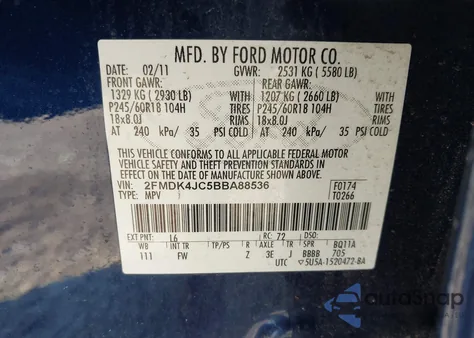 MFD. BY FORD MOTOR CO.
DATE: 02/11 GVWR: 2531 KG ( 5580 LB)
FRONT GAWR: REAR GAWR:
1329 KG ( 2930 LB) WITH 1207 KG ( 2660 LB) WITH
P245/60R18 104H TIRES P245/60R18 104H TIRES
18x8.0J RIMS 18x8.0J RIMS
AT 240 kPa/ 35 PSI COLD AT 240 kPa/ 35 PSI COLD
THIS VEHICLE CONFORMS TO ALL APPLICABLE FEDERAL MOTOR
VEHICLE SAFETY AND THEFT PREVENTION STANDARDS IN
EFFECT ON THE DATE OF MANUFACTURE SHOWN ABOVE.
VIN: 2FMDK4JC5BBA88536 F0174
TYPE: MPV T0266
EXT PNT: L6 RC: 72 DSO:
WB INT TR TP/PS R AXLE TR SPR BQ11A
111 FW Z 3E J BBBB 705
UTC 5U5A-1520472-BA
AutoSnap